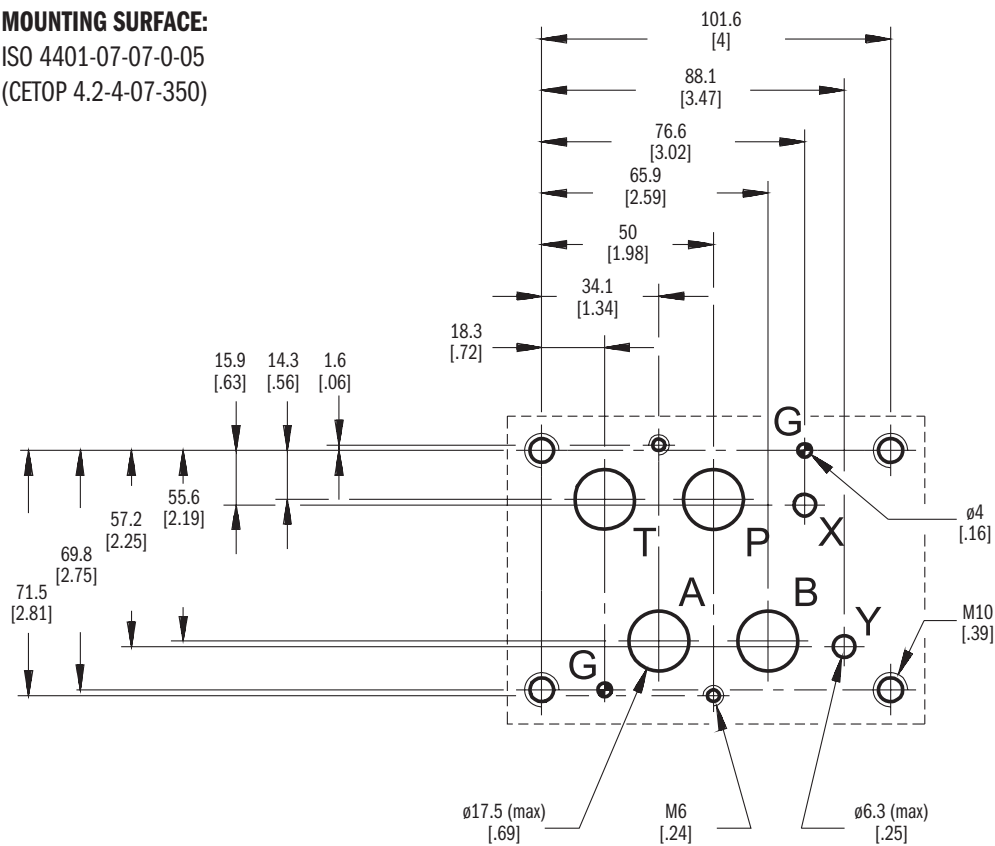 MOUNTING SURFACE:
ISO 4401-07-07-0-05
(CETOP 4.2-4-07-350)
101.6
[4]
88.1
[3.47]
76.6
[3.02]
65.9
[2.59]
50
[1.98]
34.1
[1.34]
18.3
[.72]
15.9
[.63]
14.3
[.56]
1.6
[.06]
55.6
[2.19]
57.2
[2.25]
69.8
[2.75]
71.5
[2.81]
G
T
P
X
A
B
Y
G
ø4
[.16]
M10
[.39]
ø17.5 (max)
[.69]
M6
[.24]
ø6.3 (max)
[.25]